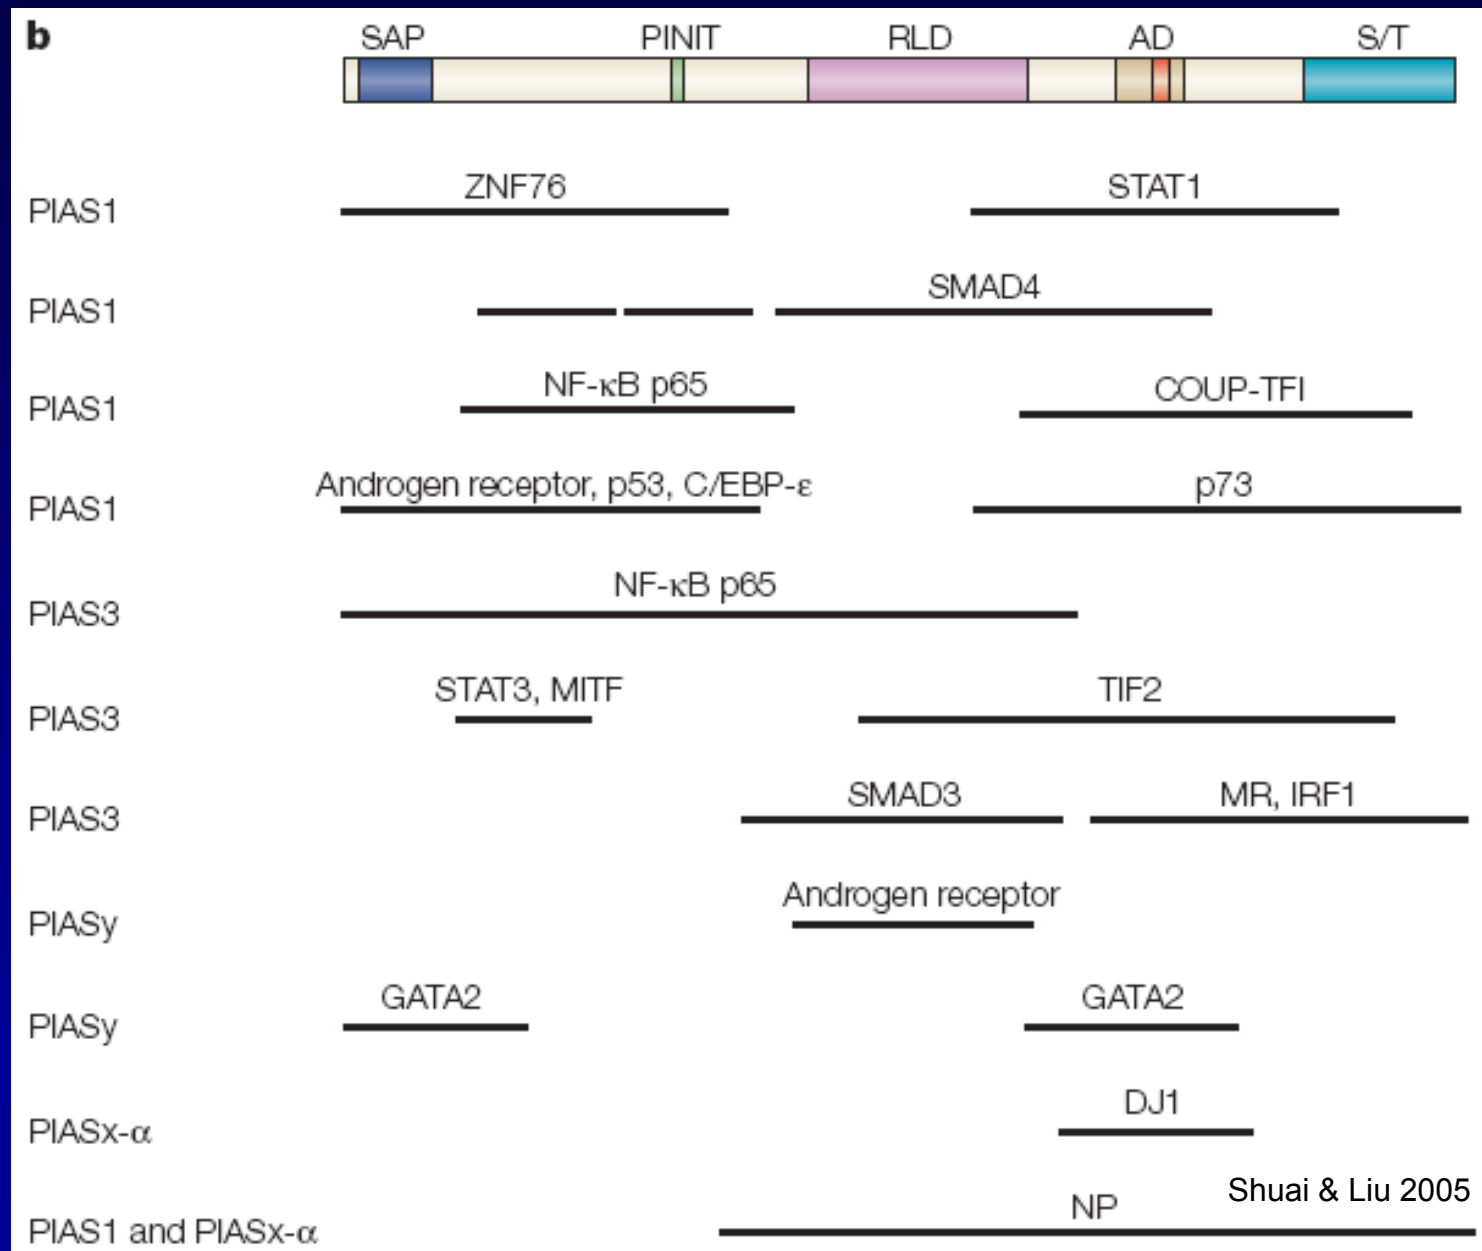 b
SAP PINIT RLD AD S/T
ZNF76 STAT1
PIAS1
SMAD4
PIAS1
NF-κB p65 COUP-TFI
PIAS1
Androgen receptor, p53, C/EBP-ε p73
PIAS1
NF-κB p65
PIAS3
STAT3, MITF TIF2
PIAS3
SMAD3 MR, IRF1
PIAS3
Androgen receptor
PIASy
GATA2 GATA2
PIASy
DJ1
PIASx-α
Shuai & Liu 2005
NP
PIAS1 and PIASx-α